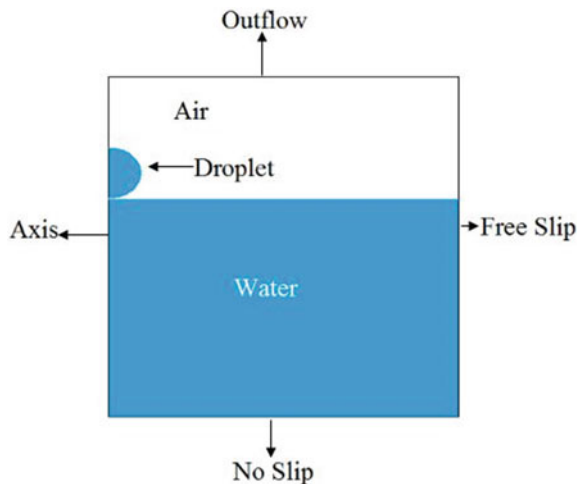 Outflow
Air
Droplet
Axis
Free Slip
Water
No Slip